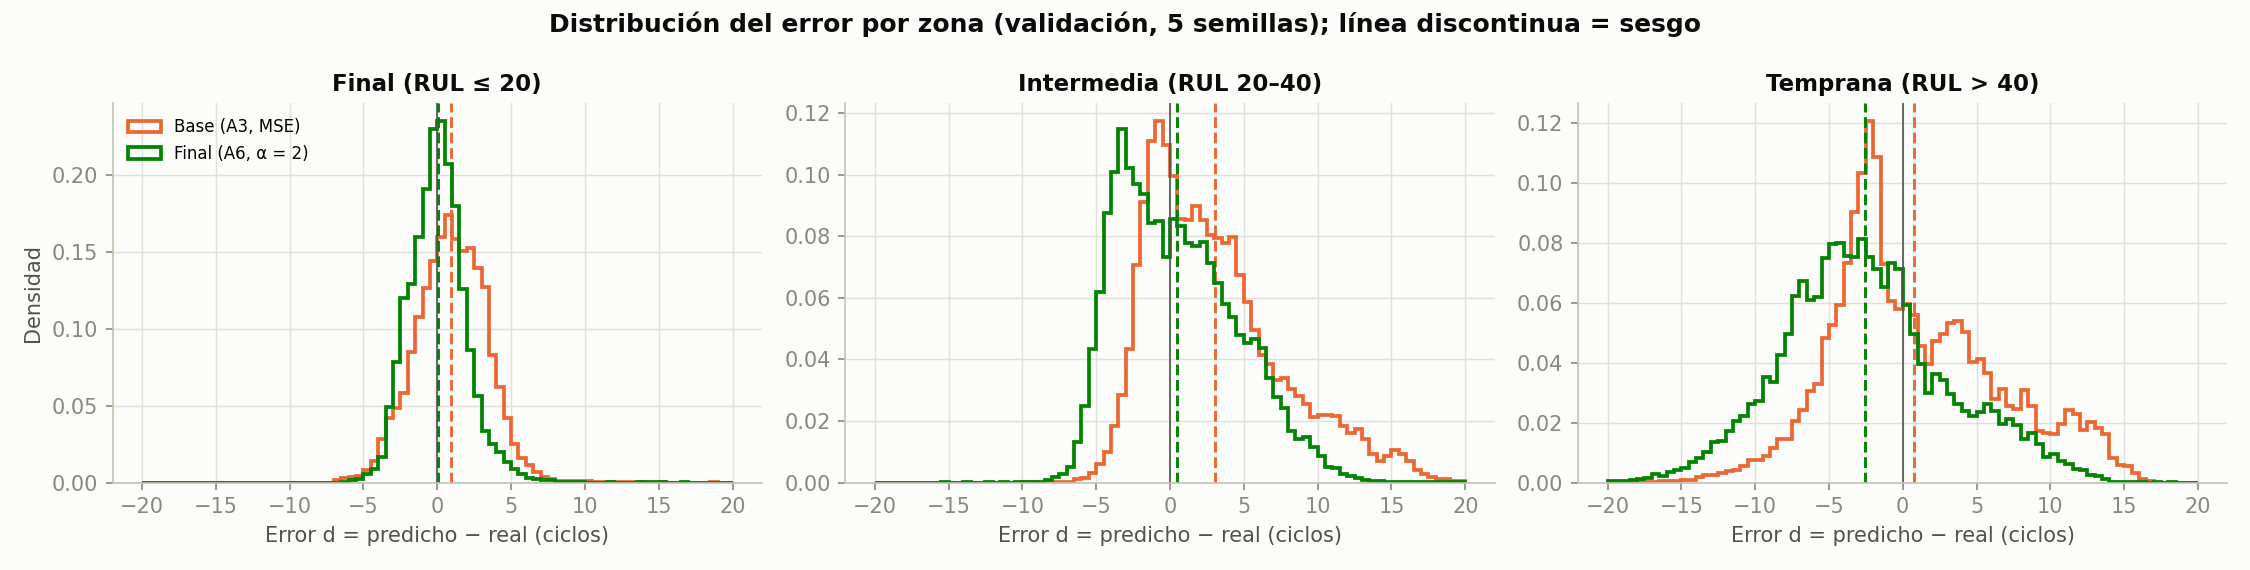 Distribución del error por zona (validación, 5 semillas); línea discontinua = sesgo
Final (RUL ≤ 20)
Densidad
0.20
0.15
0.10
0.05
0.00
Base (A3, MSE)
Final (A6, α = 2)
−20 −15 −10 −5 0 5 10 15 20
Error d = predicho − real (ciclos)
Intermedia (RUL 20–40)
0.12
0.10
0.08
0.06
0.04
0.02
0.00
−20 −15 −10 −5 0 5 10 15 20
Error d = predicho − real (ciclos)
Temprana (RUL > 40)
0.12
0.10
0.08
0.06
0.04
0.02
0.00
−20 −15 −10 −5 0 5 10 15 20
Error d = predicho − real (ciclos)